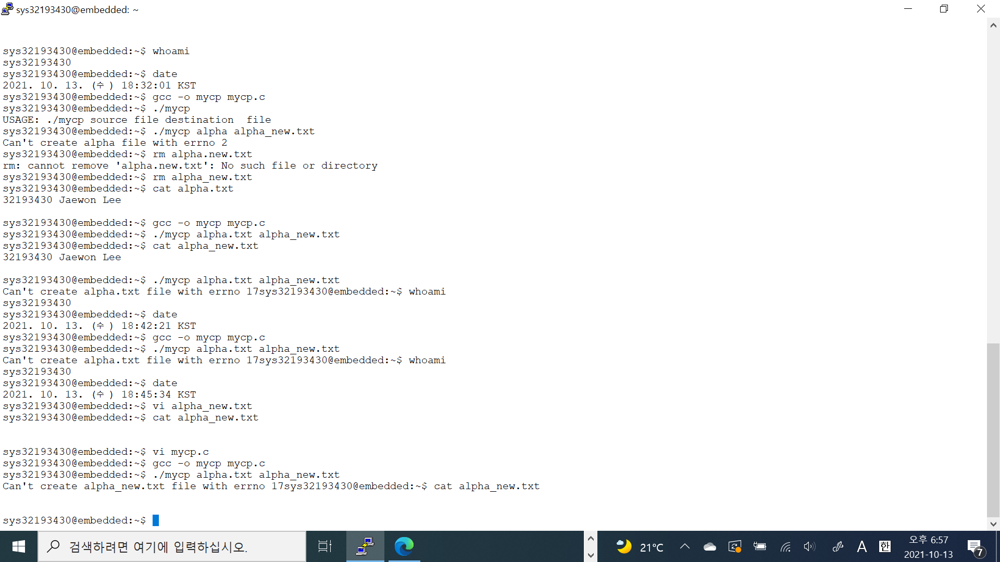 sys32193430@embedded: ~
sys32193430@embedded:~$ whoami
sys32193430
sys32193430@embedded:~$ date
2021. 10. 13. (수 ) 18:32:01 KST
sys32193430@embedded:~$ gcc -o mycp mycp.c
sys32193430@embedded:~$ ./mycp
USAGE: ./mycp source file destination  file
sys32193430@embedded:~$ ./mycp alpha alpha_new.txt
Can't create alpha file with errno 2
sys32193430@embedded:~$ rm alpha.new.txt
rm: cannot remove 'alpha.new.txt': No such file or directory
sys32193430@embedded:~$ rm alpha_new.txt
sys32193430@embedded:~$ cat alpha.txt
32193430 Jaewon Lee
sys32193430@embedded:~$ gcc -o mycp mycp.c
sys32193430@embedded:~$ ./mycp alpha.txt alpha_new.txt
sys32193430@embedded:~$ cat alpha_new.txt
32193430 Jaewon Lee
sys32193430@embedded:~$ ./mycp alpha.txt alpha_new.txt
Can't create alpha.txt file with errno 17sys32193430@embedded:~$ whoami
sys32193430
sys32193430@embedded:~$ date
2021. 10. 13. (수 ) 18:42:21 KST
sys32193430@embedded:~$ gcc -o mycp mycp.c
sys32193430@embedded:~$ ./mycp alpha.txt alpha_new.txt
Can't create alpha.txt file with errno 17sys32193430@embedded:~$ whoami
sys32193430
sys32193430@embedded:~$ date
2021. 10. 13. (수 ) 18:45:34 KST
sys32193430@embedded:~$ vi alpha_new.txt
sys32193430@embedded:~$ cat alpha_new.txt
sys32193430@embedded:~$ vi mycp.c
sys32193430@embedded:~$ gcc -o mycp mycp.c
sys32193430@embedded:~$ ./mycp alpha.txt alpha_new.txt
Can't create alpha_new.txt file with errno 17sys32193430@embedded:~$ cat alpha_new.txt
sys32193430@embedded:~$
검색하려면 여기에 입력하십시오.
21°C
A
한
오후 6:57
2021-10-13
7